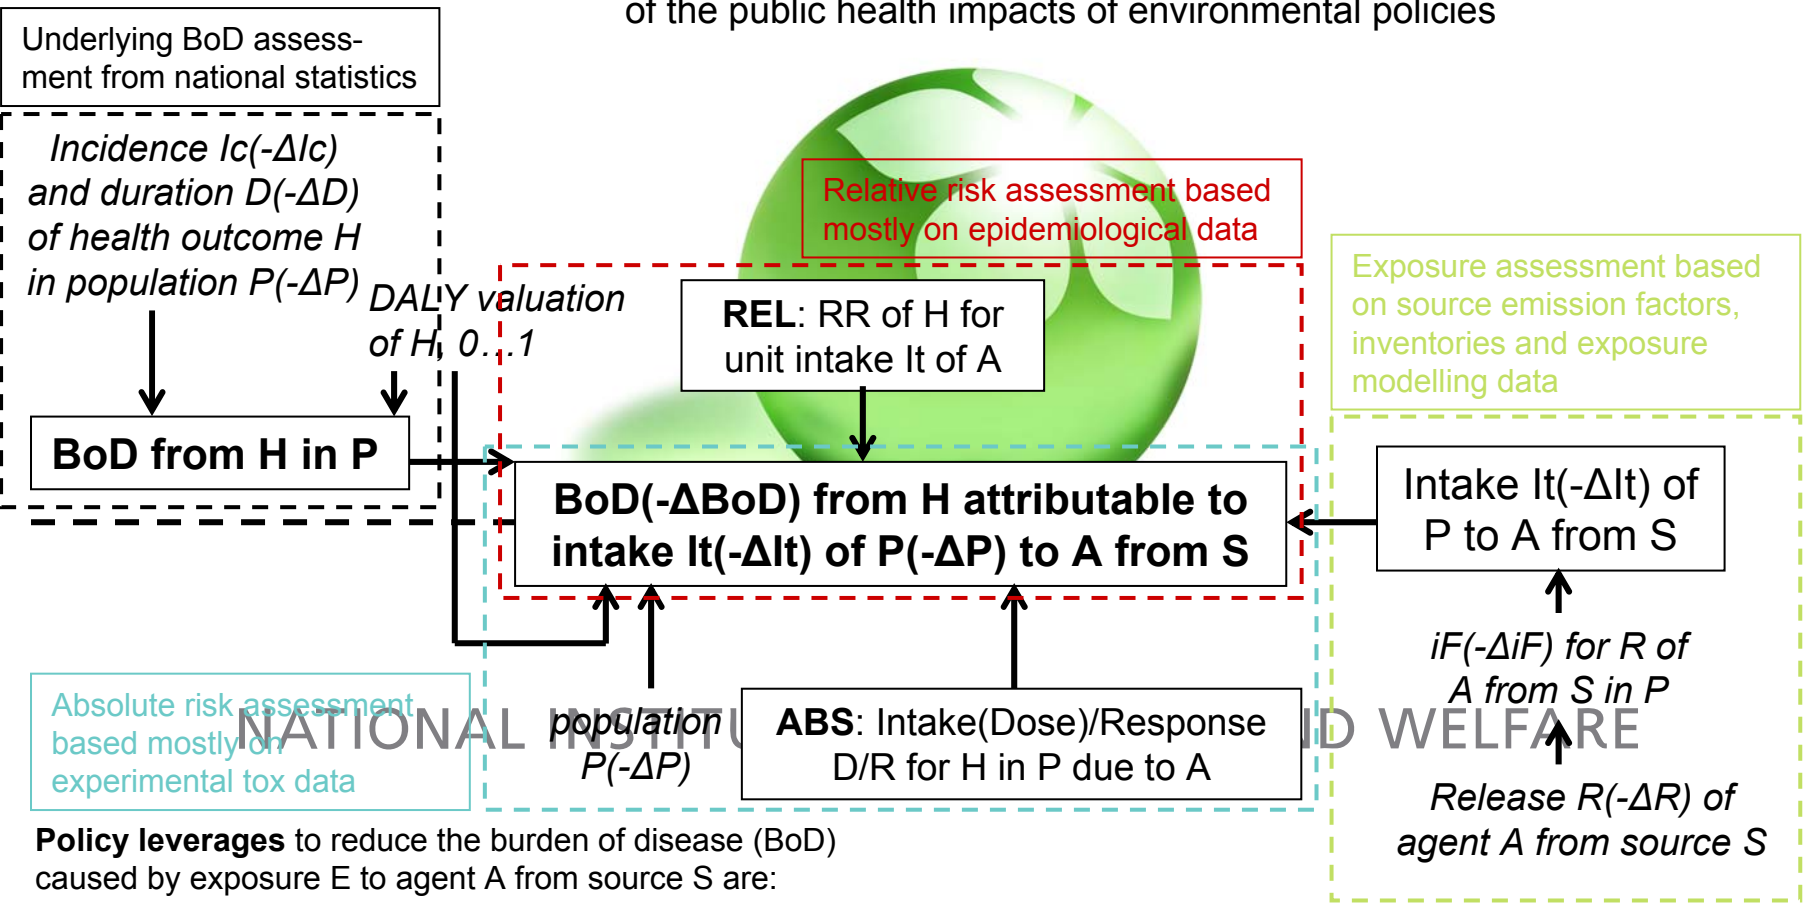 of the public health impacts of environmental policies
Underlying BoD assess-
ment from national statistics
Incidence Ic(-ΔIc)
and duration D(-ΔD)
of health outcome H
in population P(-ΔP)
DALY valuation
of H, 0…1
BoD from H in P
Relative risk assessment based
mostly on epidemiological data
REL: RR of H for
unit intake It of A
BoD(-ΔBoD) from H attributable to
intake It(-ΔIt) of P(-ΔP) to A from S
Exposure assessment based
on source emission factors,
inventories and exposure
modelling data
Intake It(-ΔIt) of
P to A from S
iF(-ΔiF) for R of
A from S in P
Release R(-ΔR) of
agent A from source S
Absolute risk assessment
based mostly on
experimental tox data
population
P(-ΔP)
ABS: Intake(Dose)/Response
D/R for H in P due to A
NATIONAL WELFARE
Policy leverages to reduce the burden of disease (BoD)
caused by exposure E to agent A from source S are: